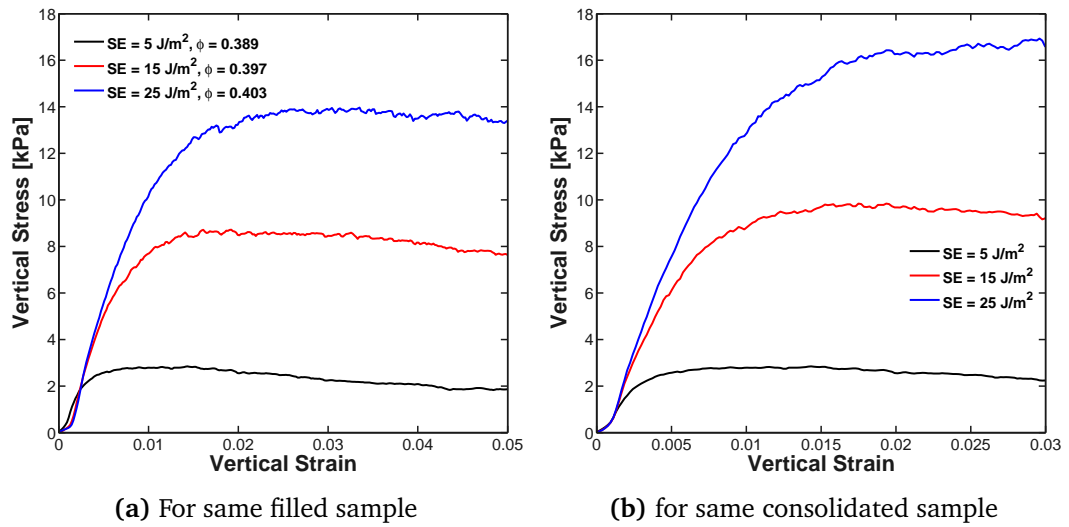 18
16
14
12
10
8
6
4
2
0
Vertical Stress [kPa]
SE = 5 J/m², ϕ = 0.389
SE = 15 J/m², ϕ = 0.397
SE = 25 J/m², ϕ = 0.403
0 0.01 0.02 0.03 0.04 0.05
Vertical Strain
(a) For same filled sample
18
16
14
12
10
8
6
4
2
0
Vertical Stress [kPa]
SE = 5 J/m²
SE = 15 J/m²
SE = 25 J/m²
0 0.005 0.01 0.015 0.02 0.025 0.03
Vertical Strain
(b) for same consolidated sample